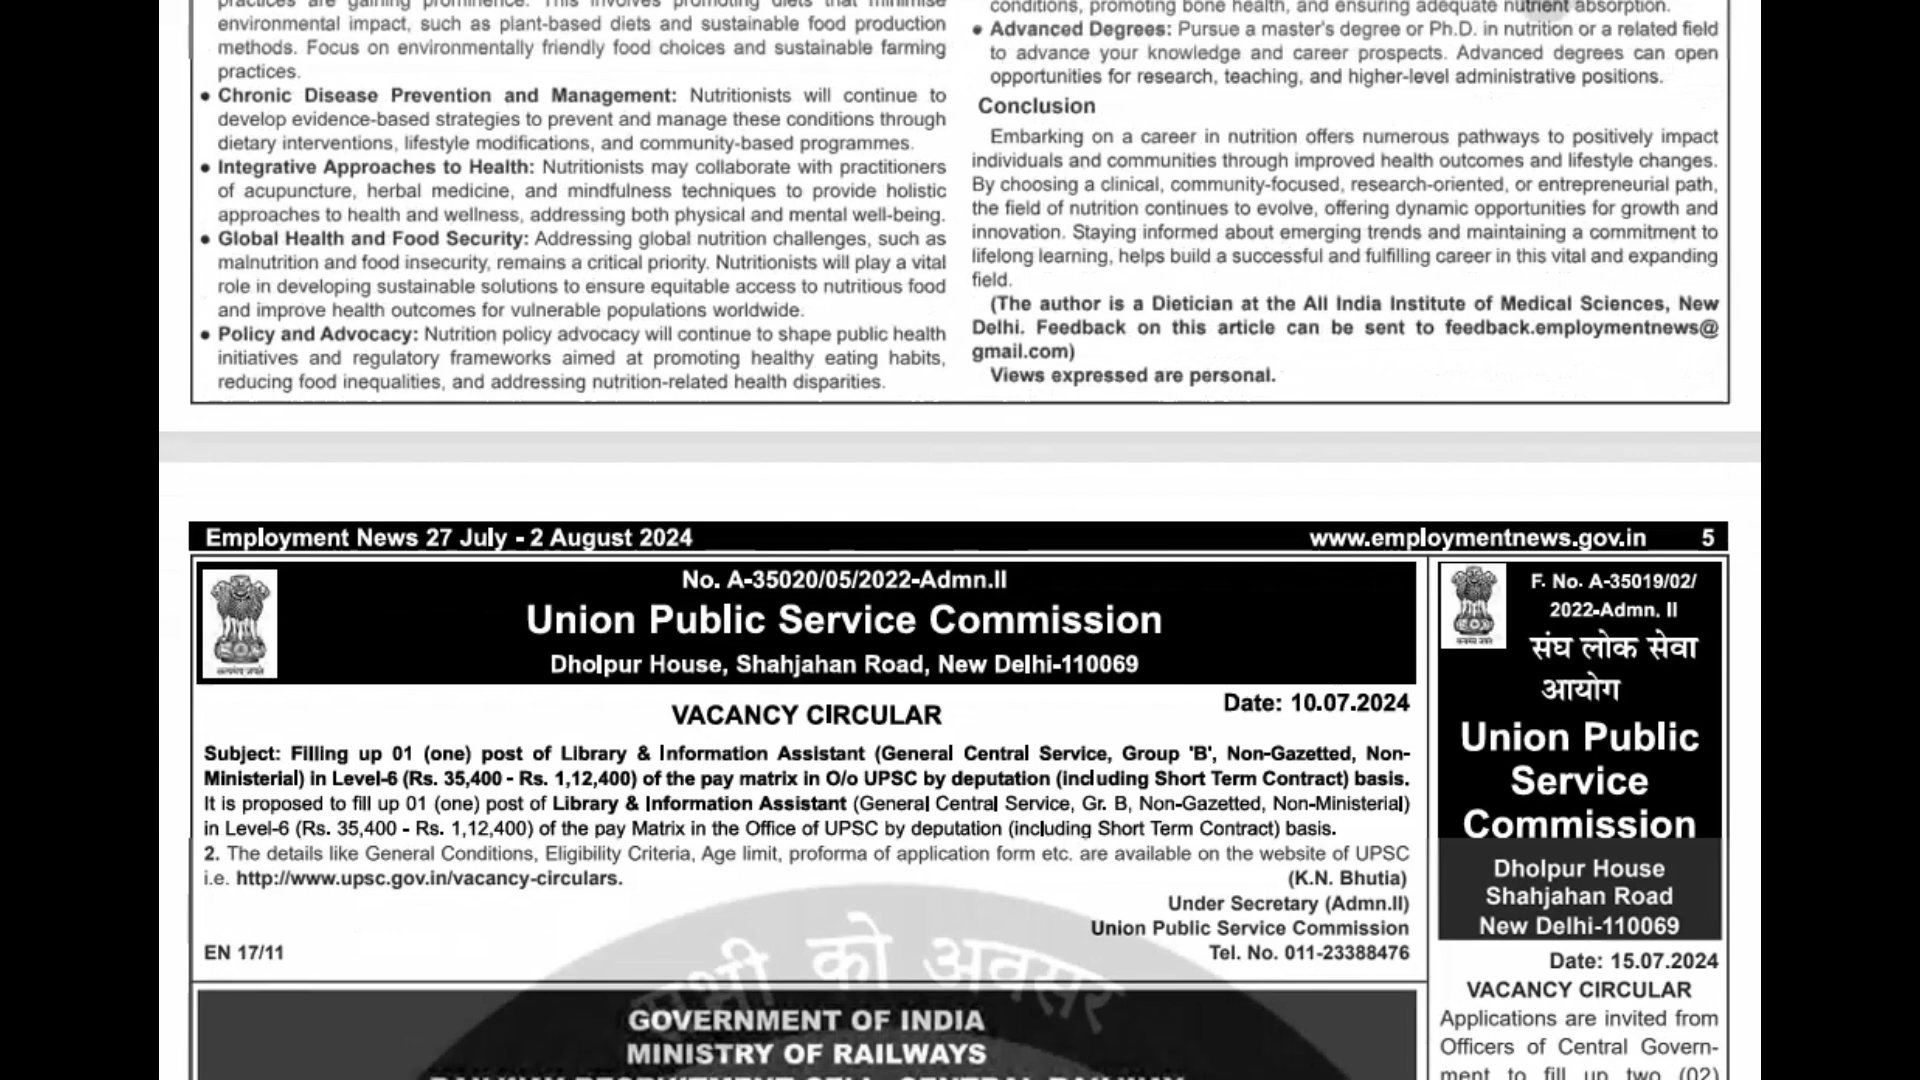 practices are gaining prominence. This involves promoting diets that minimise
environmental impact, such as plant-based diets and sustainable food production
methods. Focus on environmentally friendly food choices and sustainable farming
practices.
• Chronic Disease Prevention and Management: Nutritionists will continue to
develop evidence-based strategies to prevent and manage these conditions through
dietary interventions, lifestyle modifications, and community-based programmes.
• Integrative Approaches to Health: Nutritionists may collaborate with practitioners
of acupuncture, herbal medicine, and mindfulness techniques to provide holistic
approaches to health and wellness, addressing both physical and mental well-being.
• Global Health and Food Security: Addressing global nutrition challenges, such as
malnutrition and food insecurity, remains a critical priority. Nutritionists will play a vital
role in developing sustainable solutions to ensure equitable access to nutritious food
and improve health outcomes for vulnerable populations worldwide.
• Policy and Advocacy: Nutrition policy advocacy will continue to shape public health
initiatives and regulatory frameworks aimed at promoting healthy eating habits,
reducing food inequalities, and addressing nutrition-related health disparities.
conditions, promoting bone health, and ensuring adequate nutrient absorption.
• Advanced Degrees: Pursue a master's degree or Ph.D. in nutrition or a related field
to advance your knowledge and career prospects. Advanced degrees can open
opportunities for research, teaching, and higher-level administrative positions.
Conclusion
Embarking on a career in nutrition offers numerous pathways to positively impact
individuals and communities through improved health outcomes and lifestyle changes.
By choosing a clinical, community-focused, research-oriented, or entrepreneurial path,
the field of nutrition continues to evolve, offering dynamic opportunities for growth and
innovation. Staying informed about emerging trends and maintaining a commitment to
lifelong learning, helps build a successful and fulfilling career in this vital and expanding
field.
(The author is a Dietician at the All India Institute of Medical Sciences, New
Delhi. Feedback on this article can be sent to feedback.employmentnews@
gmail.com)
Views expressed are personal.
Employment News 27 July - 2 August 2024 www.employmentnews.gov.in 5
No. A-35020/05/2022-Admn.II
Union Public Service Commission
Dholpur House, Shahjahan Road, New Delhi-110069
Date: 10.07.2024
VACANCY CIRCULAR
Subject: Filling up 01 (one) post of Library & Information Assistant (General Central Service, Group 'B', Non-Gazetted, Non-
Ministerial) in Level-6 (Rs. 35,400 - Rs. 1,12,400) of the pay matrix in O/o UPSC by deputation (including Short Term Contract) basis.
It is proposed to fill up 01 (one) post of Library & Information Assistant (General Central Service, Gr. B, Non-Gazetted, Non-Ministerial)
in Level-6 (Rs. 35,400 - Rs. 1,12,400) of the pay Matrix in the Office of UPSC by deputation (including Short Term Contract) basis.
2. The details like General Conditions, Eligibility Criteria, Age limit, proforma of application form etc. are available on the website of UPSC
i.e. http://www.upsc.gov.in/vacancy-circulars.
(K.N. Bhutia)
Under Secretary (Admn.II)
Union Public Service Commission
EN 17/11 Tel. No. 011-23388476
सभी को अवसर
GOVERNMENT OF INDIA
MINISTRY OF RAILWAYS
RAILWAY RECRUITMENT CELL, CENTRAL RAILWAY
F. No. A-35019/02/
2022-Admn. II
संघ लोक सेवा
आयोग
Union Public
Service
Commission
Dholpur House
Shahjahan Road
New Delhi-110069
Date: 15.07.2024
VACANCY CIRCULAR
Applications are invited from
Officers of Central Govern-
ment to fill up two (02)